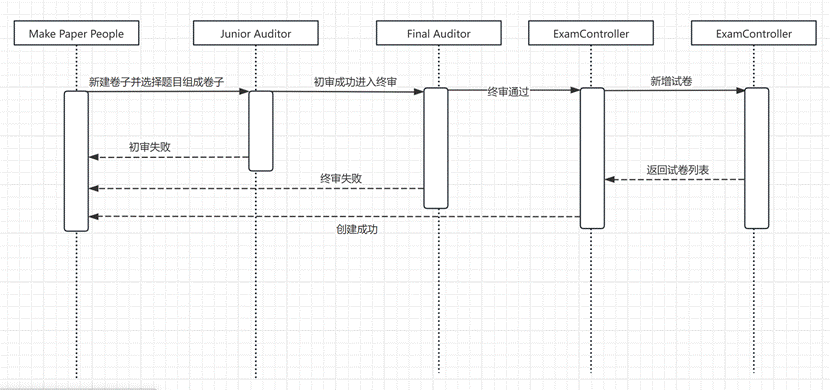 Make Paper People
Junior Auditor
Final Auditor
ExamController
ExamController
新建卷子并选择题目组成卷子
初审成功进入终审
终审通过
新增试卷
初审失败
返回试卷列表
终审失败
创建成功